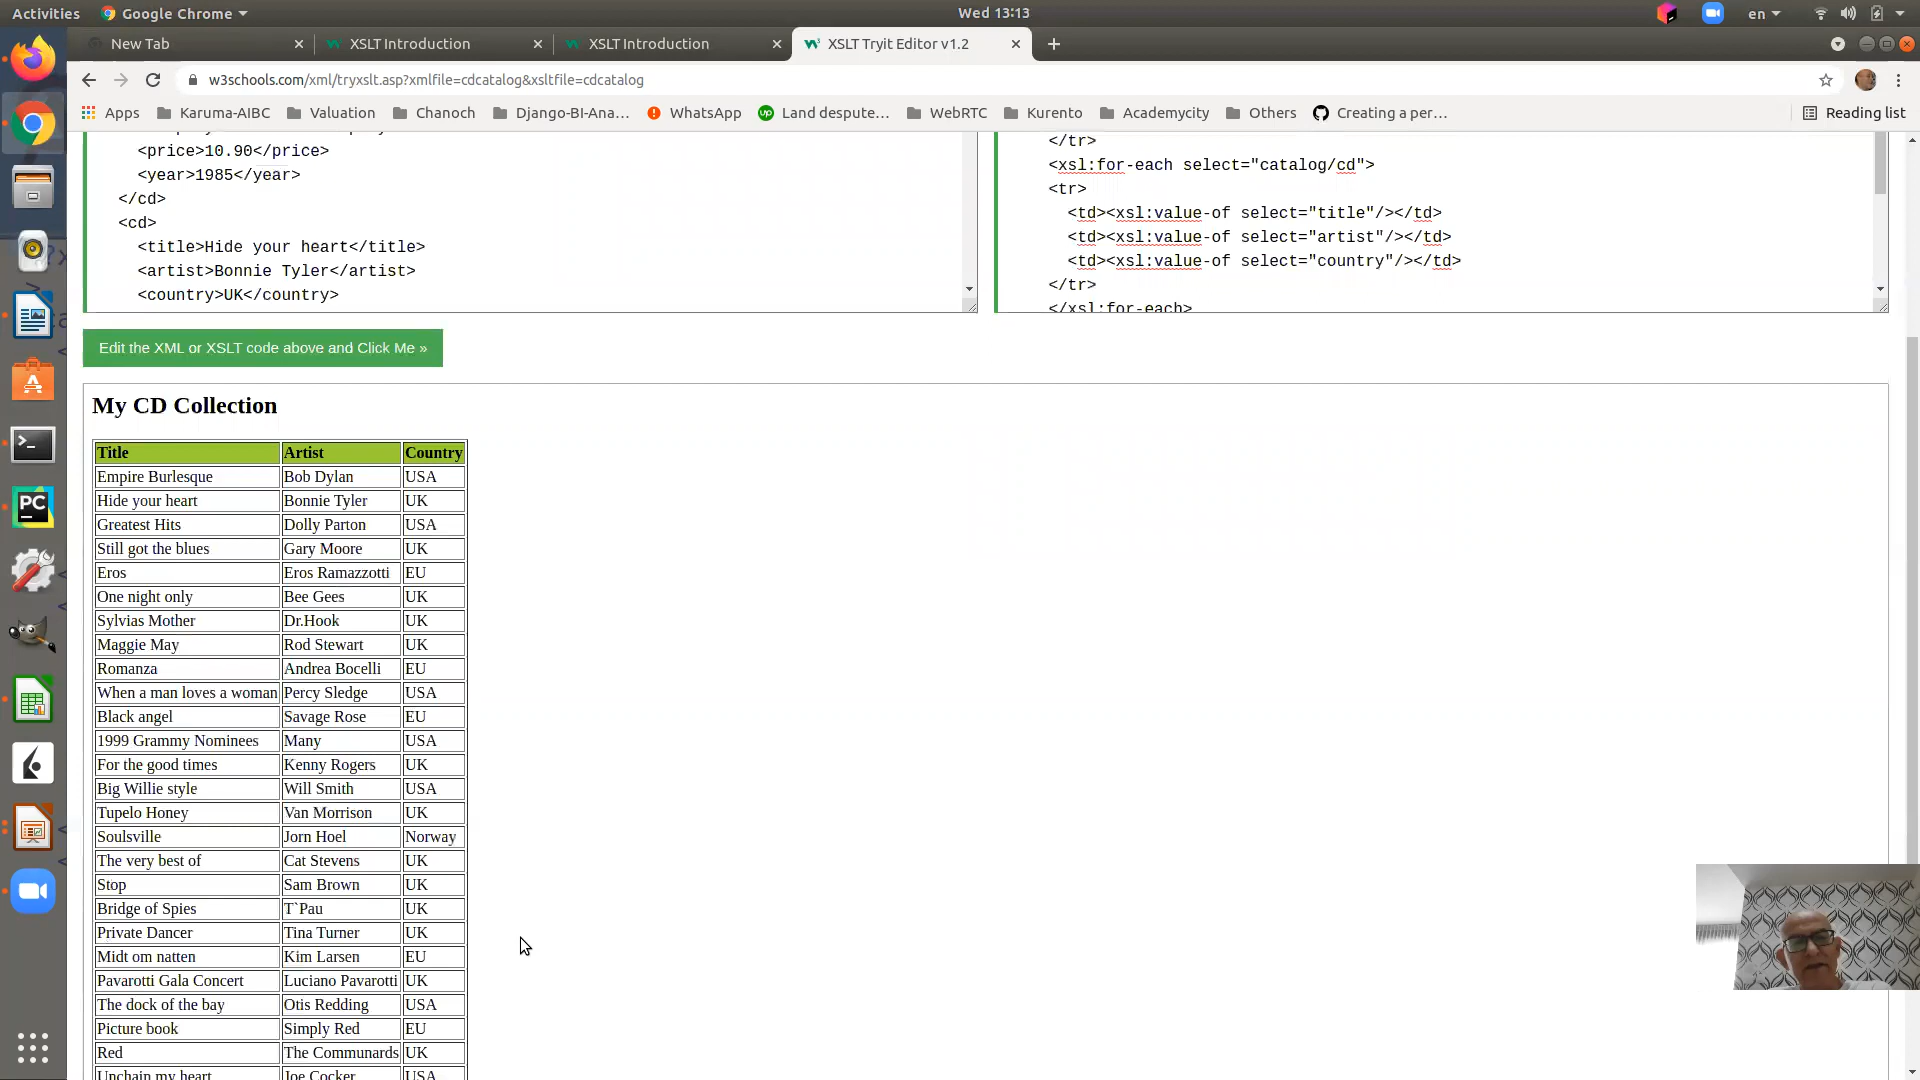 Activities Google Chrome Wed 13:13 en
New Tab XSLT Introduction XSLT Introduction XSLT Tryit Editor v1.2
w3schools.com/xml/tryxslt.asp?xmlfile=cdcatalog&xsltfile=cdcatalog
Apps Karuma-AIBC Valuation Chanoch Django-BI-Ana... WhatsApp Land despute... WebRTC Kurento Academycity Others Creating a per... Reading list
<price>10.90</price>
<year>1985</year>
</cd>
<cd>
<title>Hide your heart</title>
<artist>Bonnie Tyler</artist>
<country>UK</country>
</tr>
<xsl:for-each select="catalog/cd">
<tr>
<td><xsl:value-of select="title"/></td>
<td><xsl:value-of select="artist"/></td>
<td><xsl:value-of select="country"/></td>
</tr>
</xsl:for-each>
Edit the XML or XSLT code above and Click Me »
My CD Collection
Title Artist Country
Empire Burlesque Bob Dylan USA
Hide your heart Bonnie Tyler UK
Greatest Hits Dolly Parton USA
Still got the blues Gary Moore UK
Eros Eros Ramazzotti EU
One night only Bee Gees UK
Sylvias Mother Dr.Hook UK
Maggie May Rod Stewart UK
Romanza Andrea Bocelli EU
When a man loves a woman Percy Sledge USA
Black angel Savage Rose EU
1999 Grammy Nominees Many USA
For the good times Kenny Rogers UK
Big Willie style Will Smith USA
Tupelo Honey Van Morrison UK
Soulsville Jorn Hoel Norway
The very best of Cat Stevens UK
Stop Sam Brown UK
Bridge of Spies T`Pau UK
Private Dancer Tina Turner UK
Midt om natten Kim Larsen EU
Pavarotti Gala Concert Luciano Pavarotti UK
The dock of the bay Otis Redding USA
Picture book Simply Red EU
Red The Communards UK
Unchain my heart Joe Cocker USA